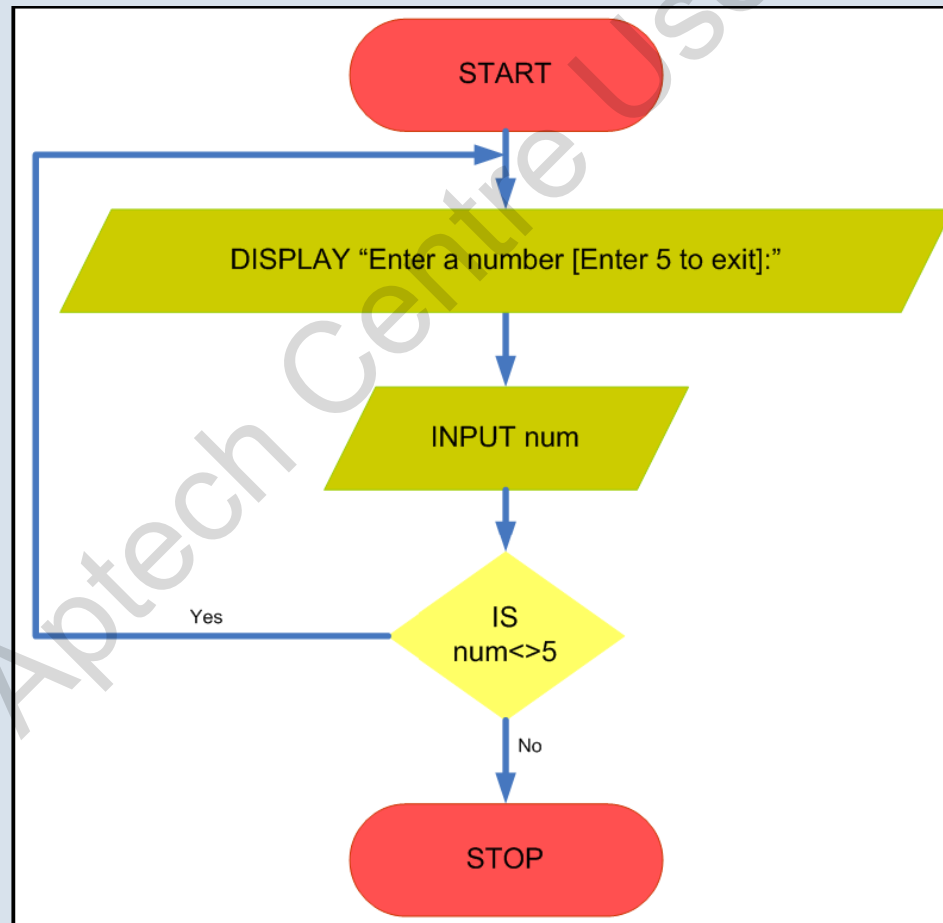 START
DISPLAY “Enter a number [Enter 5 to exit]:”
INPUT num
IS
num<>5
Yes
No
STOP
Aptech Centre Use